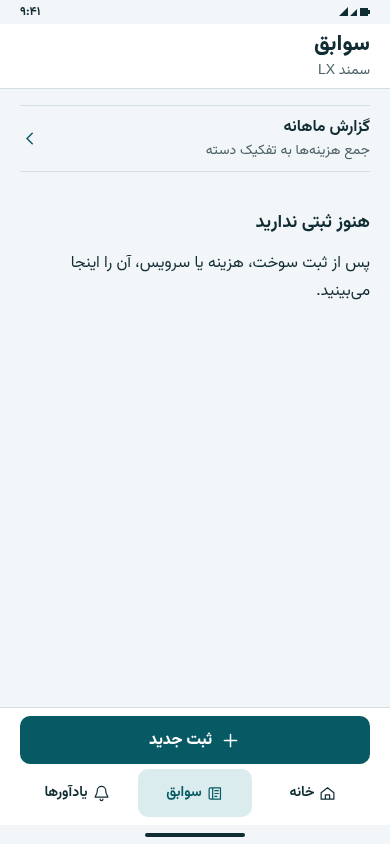 ۹:۴۱
سوابق
سمند LX
گزارش ماهانه
جمع هزینه‌ها به تفکیک دسته
هنوز ثبتی ندارید
پس از ثبت سوخت، هزینه یا سرویس، آن را اینجا
می‌بینید.
ثبت جدید
خانه
سوابق
یادآورها